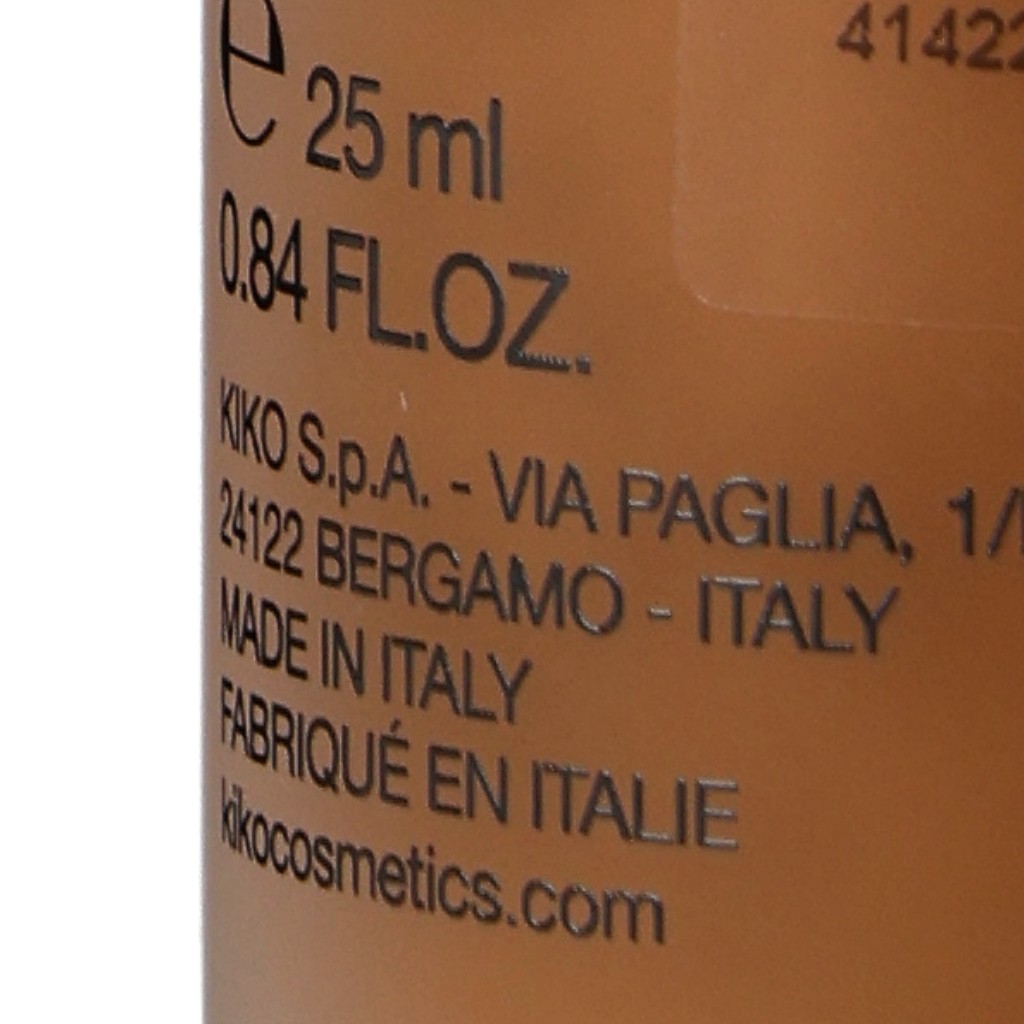 41422
℮ 25 ml
0.84 FL.OZ.
KIKO S.p.A. - VIA PAGLIA, 1/
24122 BERGAMO - ITALY
MADE IN ITALY
FABRIQUÉ EN ITALIE
kikocosmetics.com